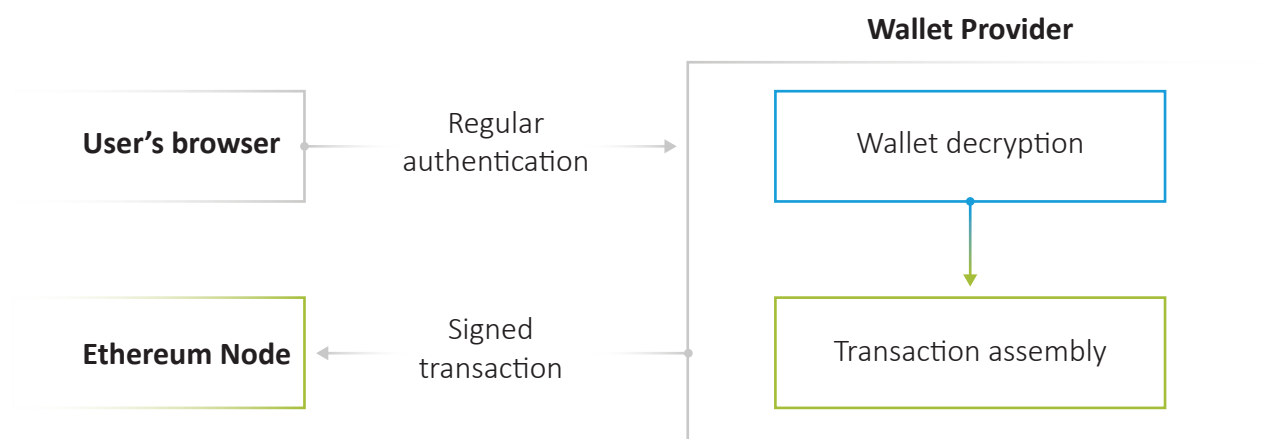 Wallet Provider
User’s browser
Regular
authentication
Wallet decryption
Ethereum Node
Signed
transaction
Transaction assembly